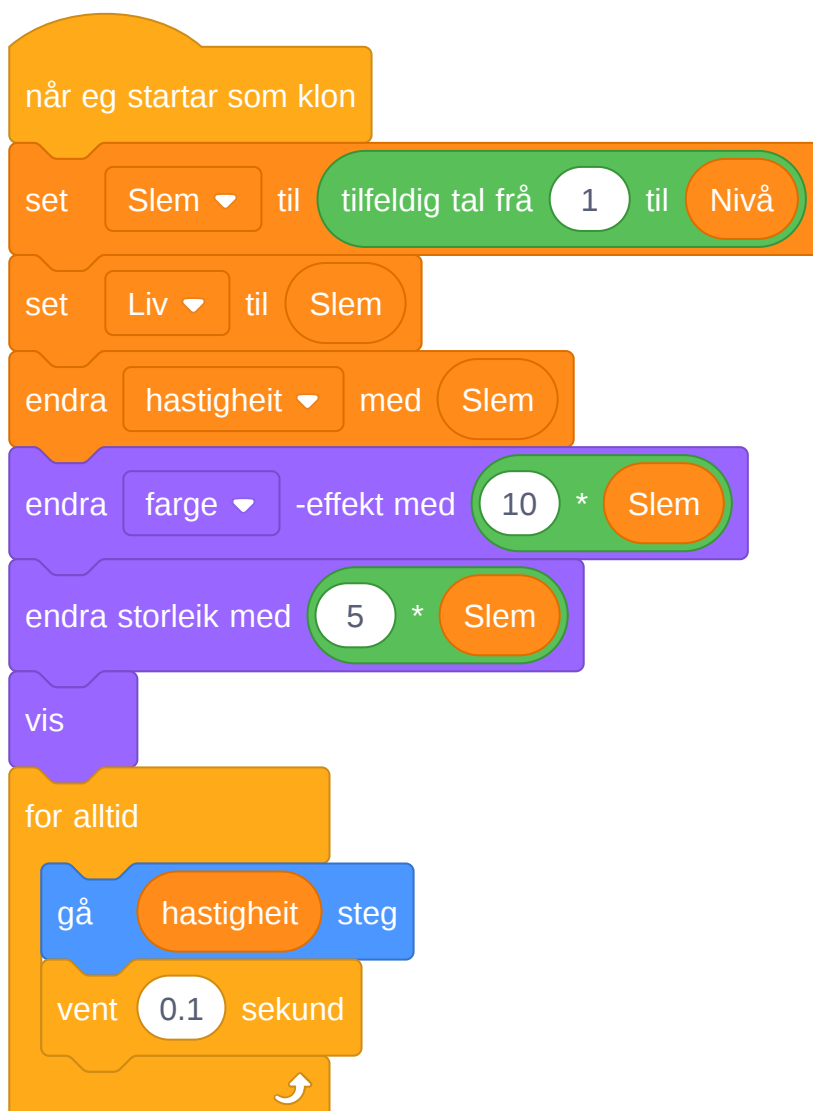 når eg startar som klon
set Slem til tilfeldig tal frå 1 til Nivå
set Liv til Slem
endra hastigheit med Slem
endra farge -effekt med 10 * Slem
endra storleik med 5 * Slem
vis
for alltid
gå hastigheit steg
vent 0.1 sekund